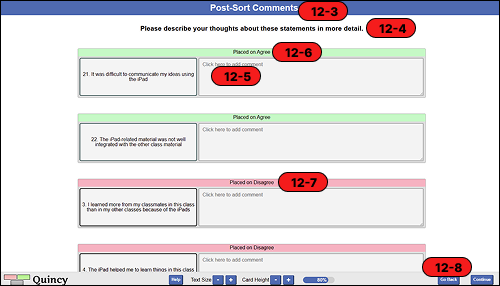 Post-Sort Comments 12-3
Please describe your thoughts about these statements in more detail. 12-4
Placed on Agree 12-6
21. It was difficult to communicate my ideas using
the iPad
Click here to add comment
12-5
Placed on Agree
22. The iPad-related material was not well
integrated with the other class material
Click here to add comment
Placed on Disagree 12-7
3. I learned more from my classmates in this class
than in my other classes because of the iPads
Click here to add comment
Placed on Disagree
4. The iPad helped me to learn things in this class
Click here to add comment
12-8
Quincy Help Text Size - + Card Height - + 80% Go Back Continue